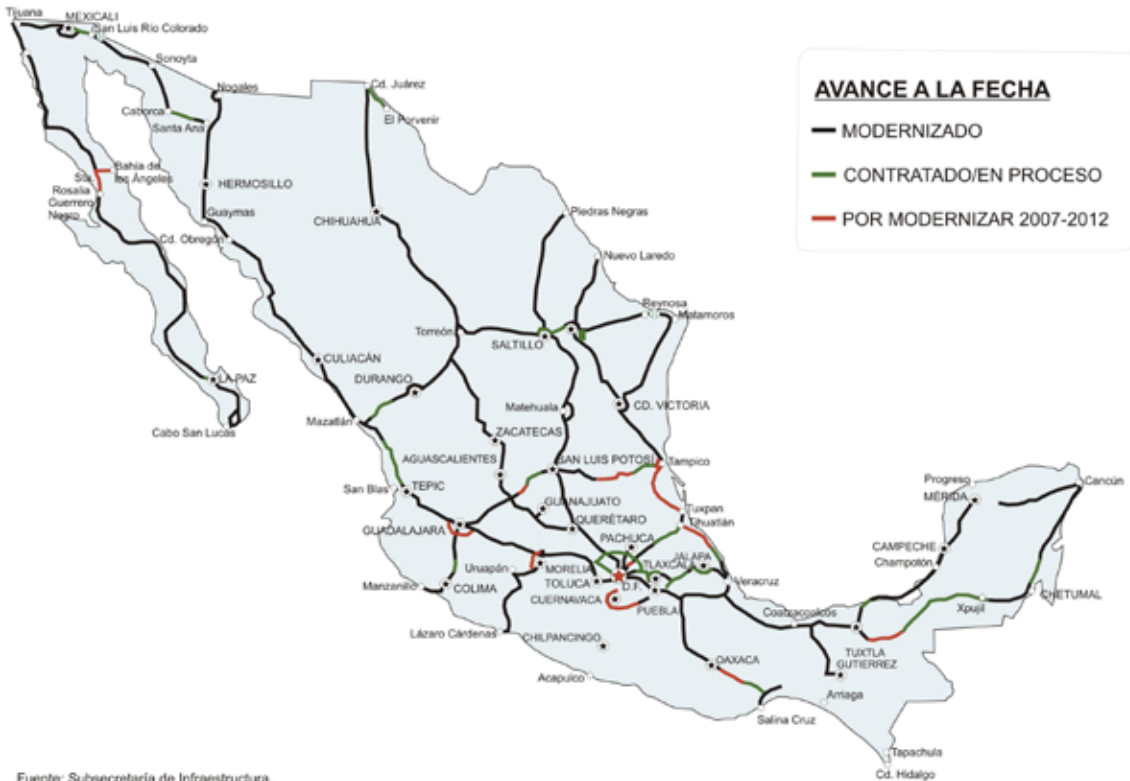 Tijuana
MEXICALI
San Luis Río Colorado
Sonoyta
Nogales
Cd. Juárez
El Porvenir
Caborca
Santa Ana
Bahía de
los Ángeles
Sta
Rosalia
Guerrero
Negro
HERMOSILLO
Guaymas
Cd. Obregón
CHIHUAHUA
Piedras Negras
Nuevo Laredo
Reynosa
Matamoros
Torreón
SALTILLO
CULIACÁN
LA PAZ
DURANGO
Matehuala
CD. VICTORIA
Mazatlán
Cabo San Lucas
ZACATECAS
AGUASCALIENTES
SAN LUIS POTOSÍ
Tampico
San Blas
TEPIC
GUANAJUATO
Progreso
MÉRIDA
Cancún
GUADALAJARA
QUERÉTARO
Tuxpan
Tihuatlán
PACHUCA
JALAPA
CAMPECHE
Champotón
Uruapán
MORELIA
TLAXCALA
TOLUCA
D.F.
Veracruz
Manzanillo
COLIMA
CUERNAVACA
PUEBLA
Coatzacoalcos
Xpujil
CHETUMAL
Lázaro Cárdenas
CHILPANCINGO
OAXACA
TUXTLA
GUTIERREZ
Acapulco
Arriaga
Salina Cruz
Tapachula
Cd. Hidalgo
AVANCE A LA FECHA
MODERNIZADO
CONTRATADO/EN PROCESO
POR MODERNIZAR 2007-2012
Fuente: Subsecretaría de Infraestructura